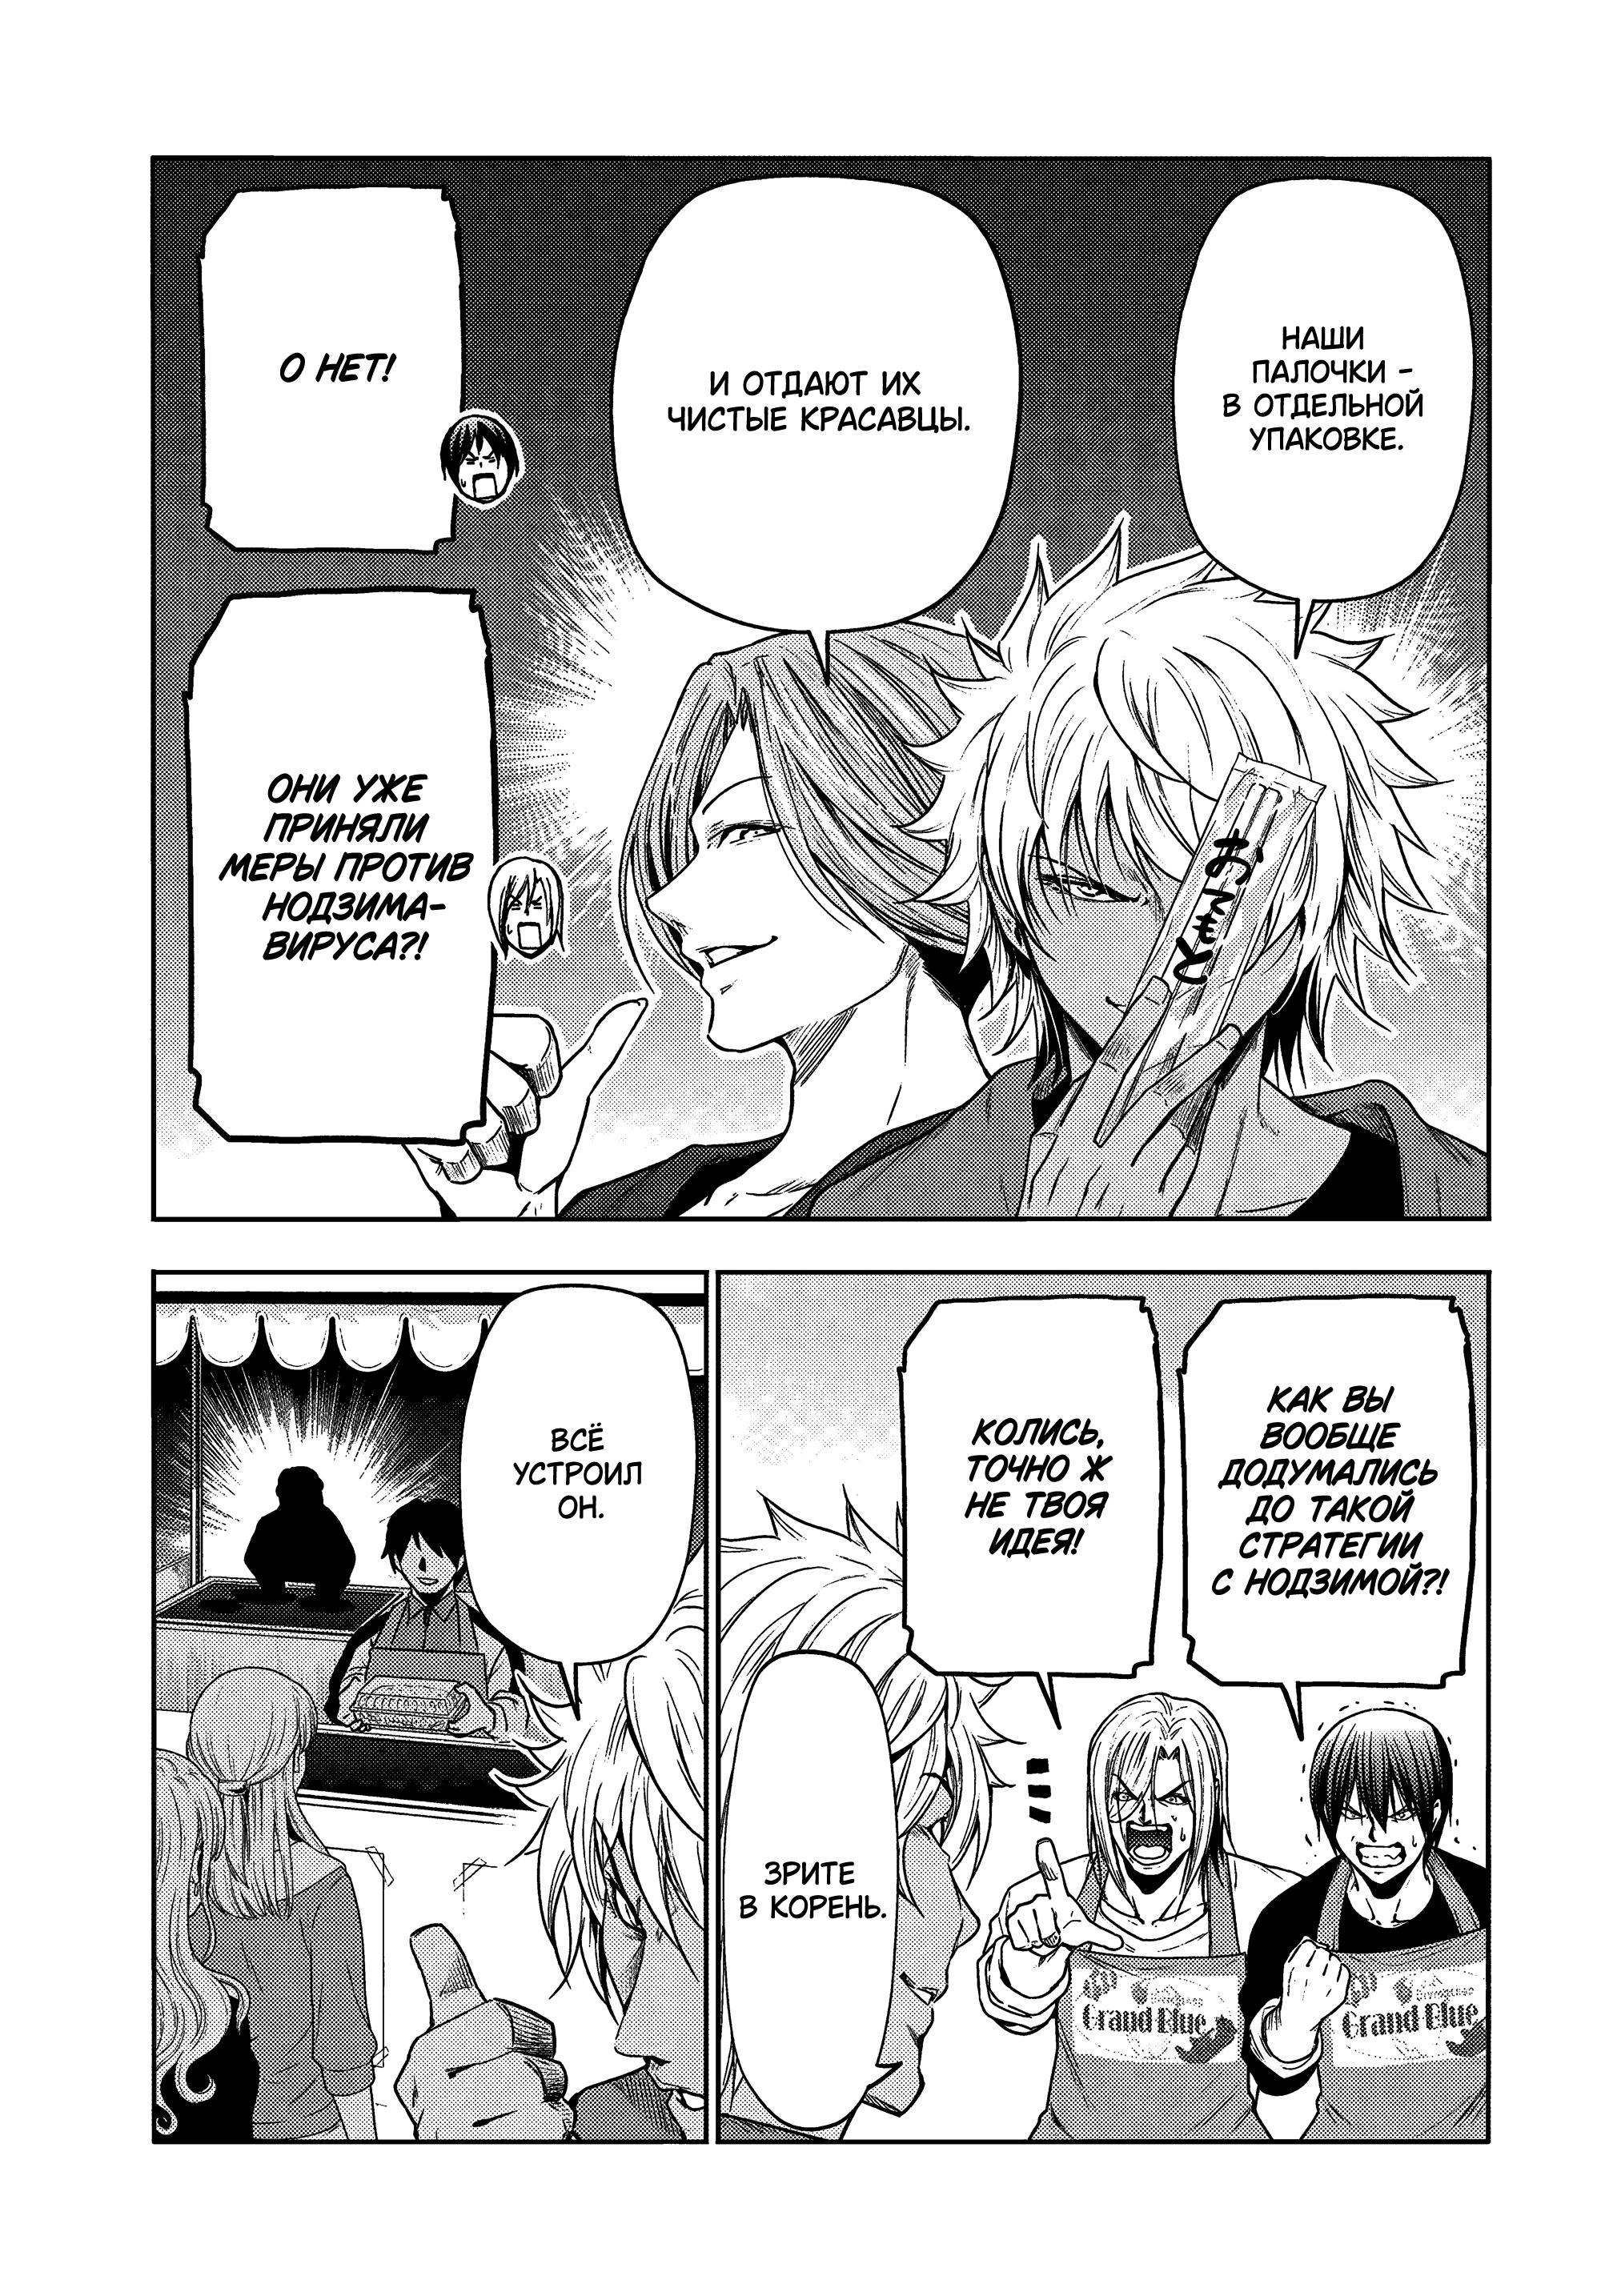 НАШИ
ПАЛОЧКИ -
В ОТДЕЛЬНОЙ
УПАКОВКЕ.
И ОТДАЮТ ИХ
ЧИСТЫЕ КРАСАВЦЫ.
О НЕТ!
ОНИ УЖЕ
ПРИНЯЛИ
МЕРЫ ПРОТИВ
НОДЗИМА-
ВИРУСА?!
おてもと
КАК ВЫ
ВООБЩЕ
ДОДУМАЛИСЬ
ДО ТАКОЙ
СТРАТЕГИИ
С НОДЗИМОЙ?!
КОЛИСЬ,
ТОЧНО Ж
НЕ ТВОЯ
ИДЕЯ!
ЗРИТЕ
В КОРЕНЬ.
Grand Blue
Grand Blue
ВСЁ
УСТРОИЛ
ОН.